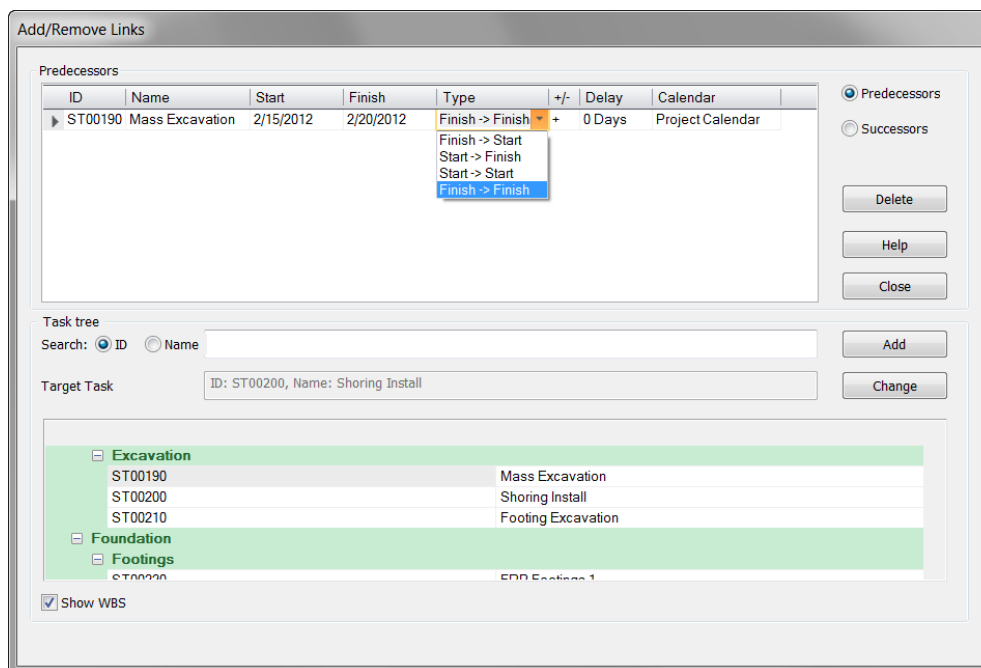 Add/Remove Links
Predecessors
ID Name Start Finish Type +/- Delay Calendar
ST00190 Mass Excavation 2/15/2012 2/20/2012 Finish -> Finish + 0 Days Project Calendar
Finish -> Start
Start -> Finish
Start -> Start
Finish -> Finish
Predecessors
Successors
Delete
Help
Close
Task tree
Search: ID Name
Add
Target Task ID: ST00200, Name: Shoring Install
Change
Excavation
ST00190 Mass Excavation
ST00200 Shoring Install
ST00210 Footing Excavation
Foundation
Footings
ST00220 Footings 1
Show WBS